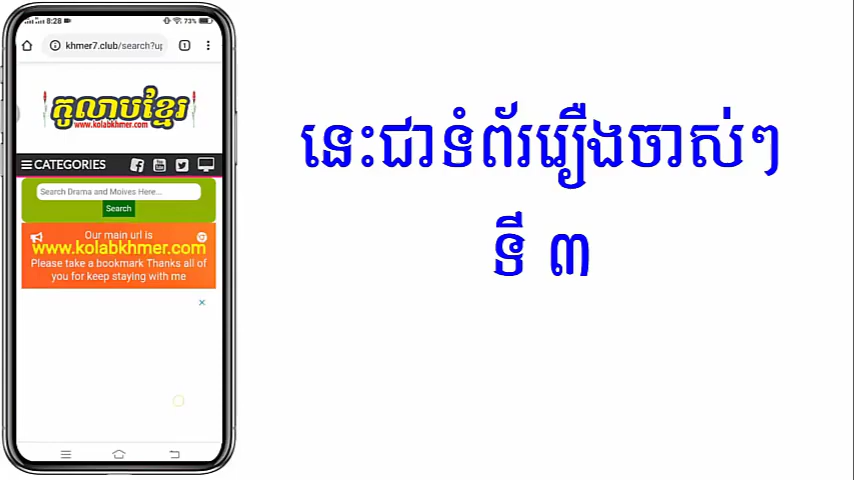 8:28
73%
khmer7.club/search?up
1
កូលាបខ្មែរ
www.kolabkhmer.com
CATEGORIES
Search Drama and Moives Here...
Search
Our main url is
www.kolabkhmer.com
Please take a bookmark Thanks all of
you for keep staying with me
នេះជាទំព័ររឿងចាស់ៗ
ទី ៣